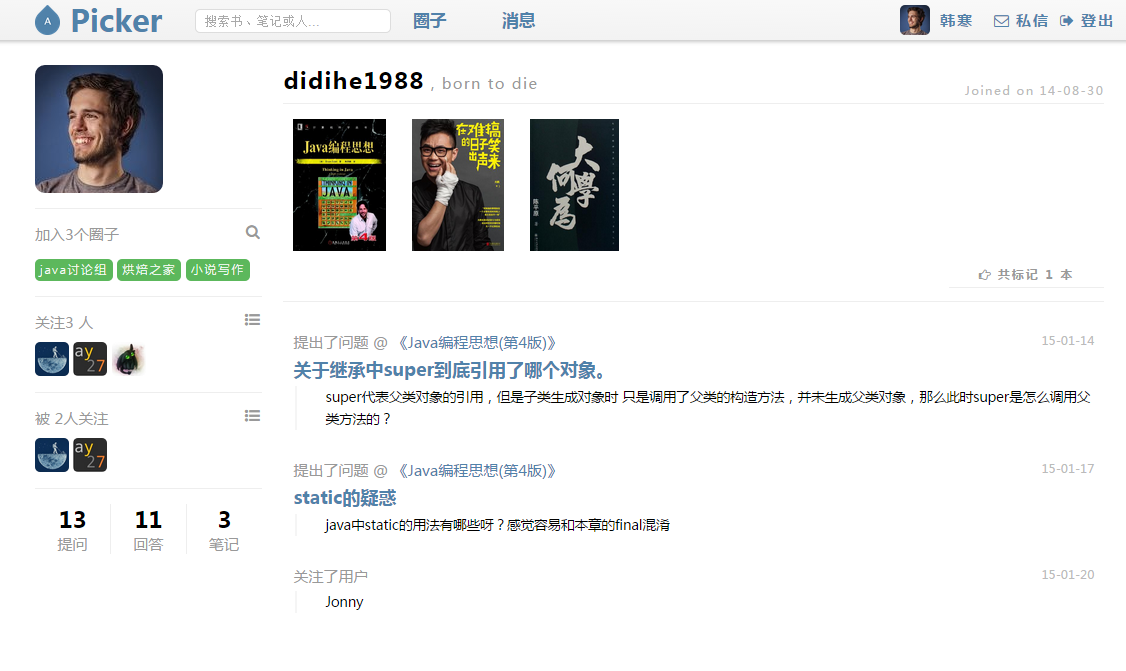 A Picker 搜索书、笔记或人... 圈子 消息 韩寒 私信 登出
didihe1988 , born to die
Joined on 14-08-30
Java编程思想
Thinking in Java
THINKING IN JAVA
在难搞的日子笑出声来
大学何为
陈平原
加入3个圈子
java讨论组 烘焙之家 小说写作
共标记 1 本
关注3 人
ay 27
被 2人关注
ay 27
13 11 3
提问 回答 笔记
提出了问题 @ 《Java编程思想(第4版)》 15-01-14
关于继承中super到底引用了哪个对象。
super代表父类对象的引用，但是子类生成对象时 只是调用了父类的构造方法，并未生成父类对象，那么此时super是怎么调用父
类方法的？
提出了问题 @ 《Java编程思想(第4版)》 15-01-17
static的疑惑
java中static的用法有哪些呀？感觉容易和本章的final混淆
关注了用户 15-01-20
Jonny